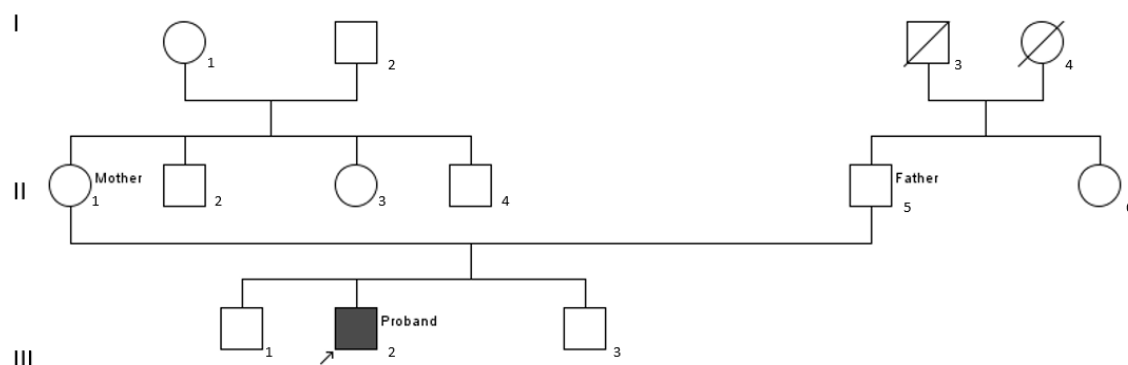 I
1 2 3 4
Mother Father
II
1 2 3 4 5
Proband
1 2 3
III